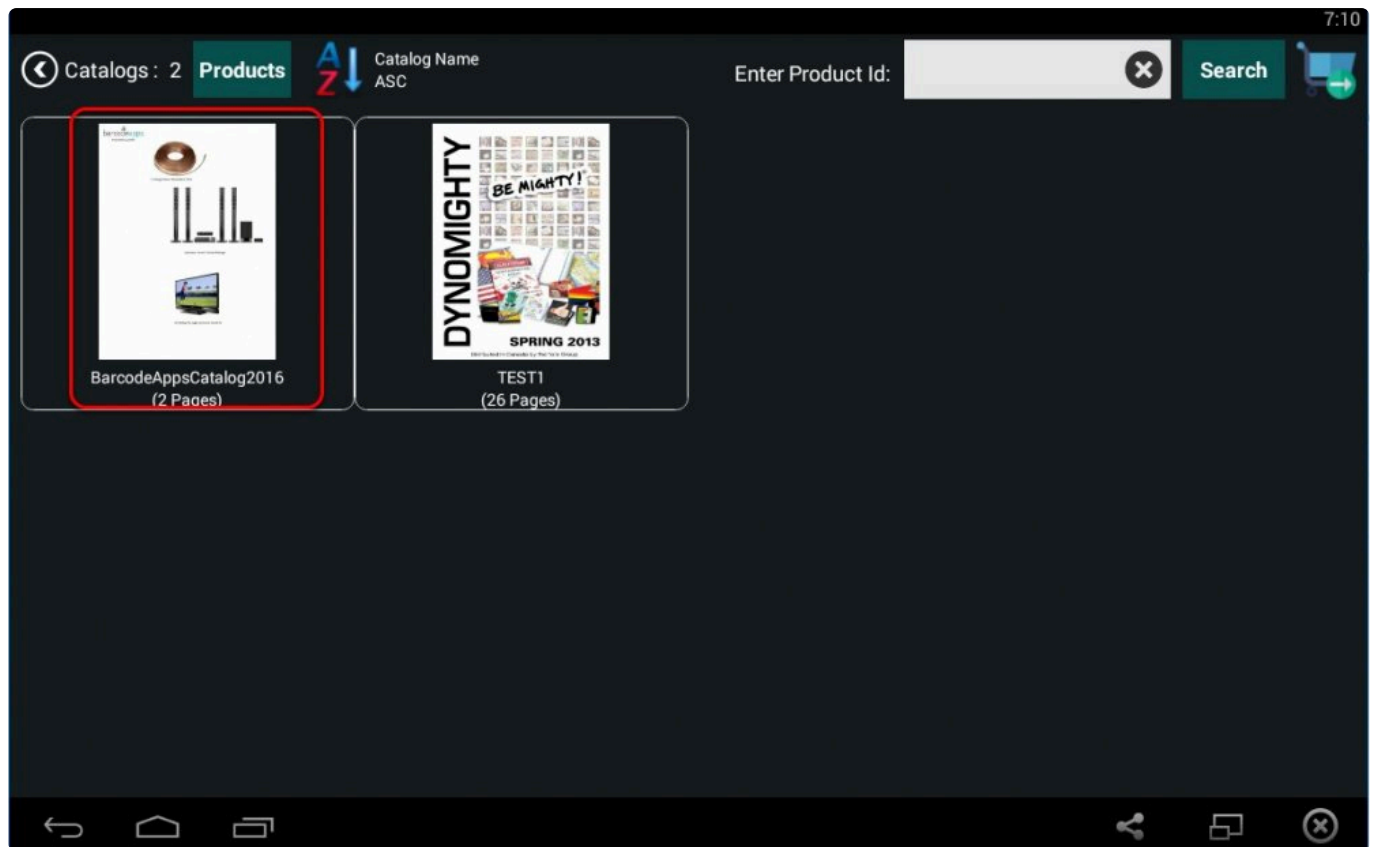 7:10
Catalogs : 2
Products
A
Z
Catalog Name
ASC
Enter Product Id:
Search
barcodeapps
DYNOMIGHTY
BE MIGHTY!
SPRING 2013
BarcodeAppsCatalog2016
(2 Pages)
TEST1
(26 Pages)